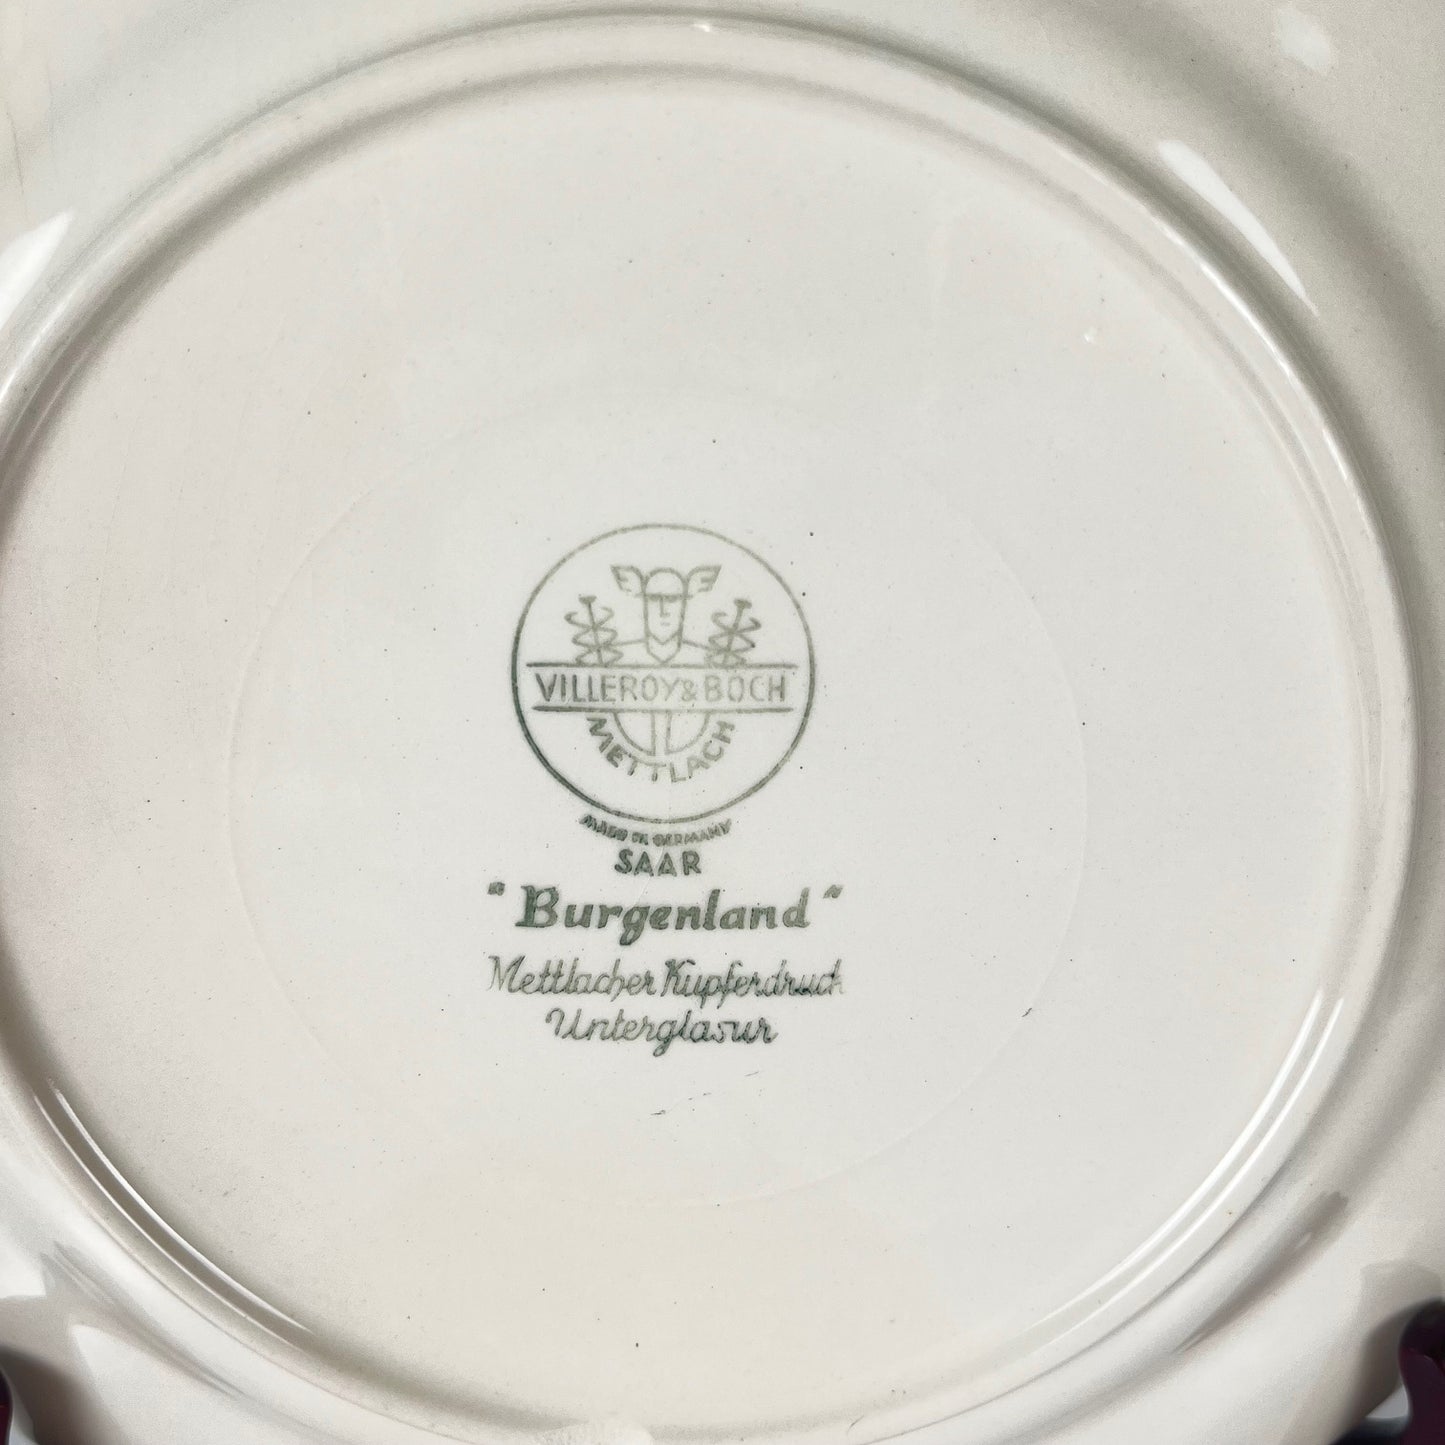 VILLEROY & BOCH
METTLACH
MADE IN GERMANY
SAAR
"Burgenland"
Mettlacher Kupferdruck
Unterglasur